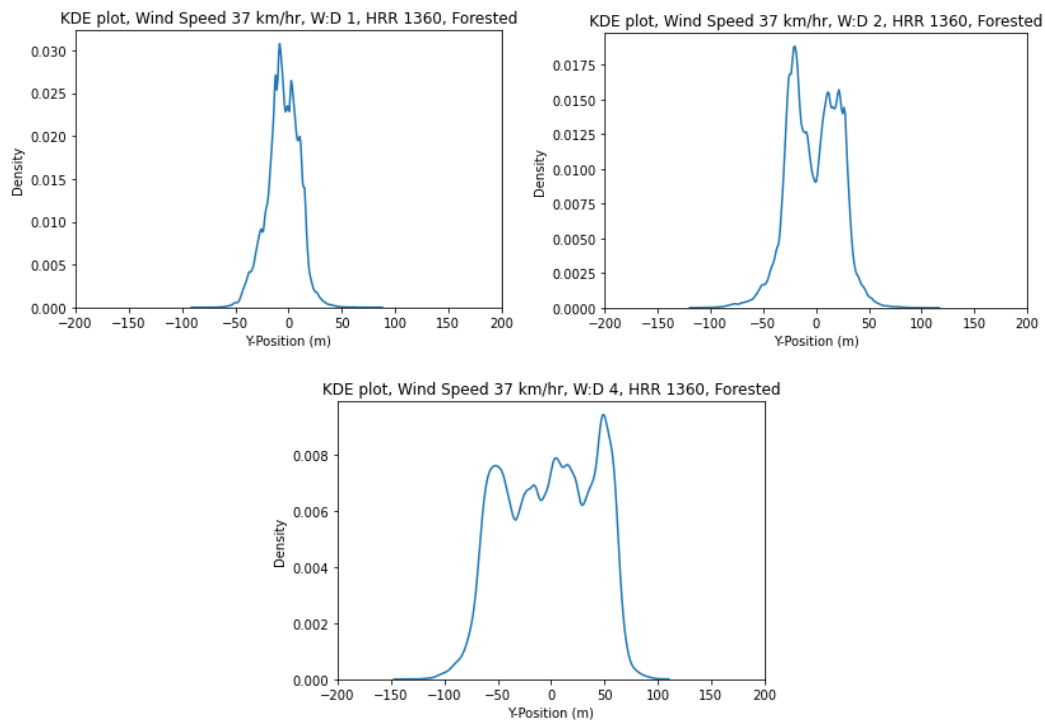 KDE plot, Wind Speed 37 km/hr, W:D 1, HRR 1360, Forested
0.030
0.025
0.020
0.015
0.010
0.005
0.000
Density
−200 −150 −100 −50 0 50 100 150 200
Y-Position (m)
KDE plot, Wind Speed 37 km/hr, W:D 2, HRR 1360, Forested
0.0175
0.0150
0.0125
0.0100
0.0075
0.0050
0.0025
0.0000
Density
−200 −150 −100 −50 0 50 100 150 200
Y-Position (m)
KDE plot, Wind Speed 37 km/hr, W:D 4, HRR 1360, Forested
0.008
0.006
0.004
0.002
0.000
Density
−200 −150 −100 −50 0 50 100 150 200
Y-Position (m)